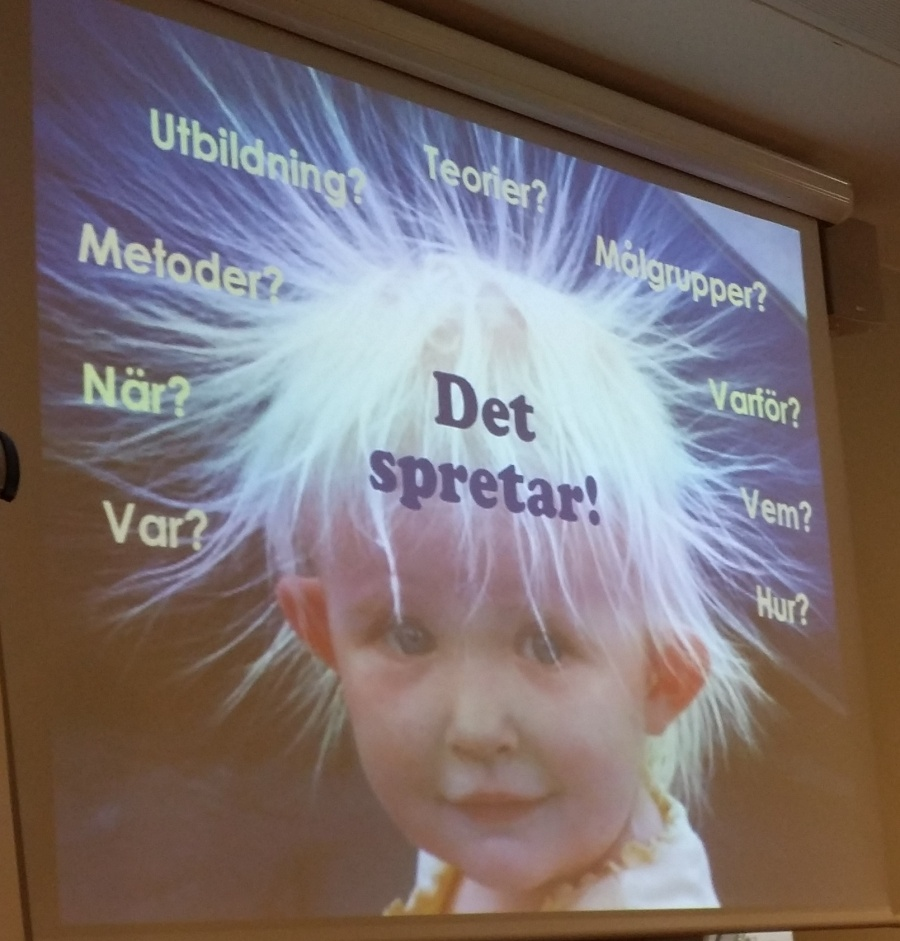 Utbildning?
Teorier?
Metoder?
Målgrupper?
När?
Det
spretar!
Varför?
Var?
Vem?
Hur?